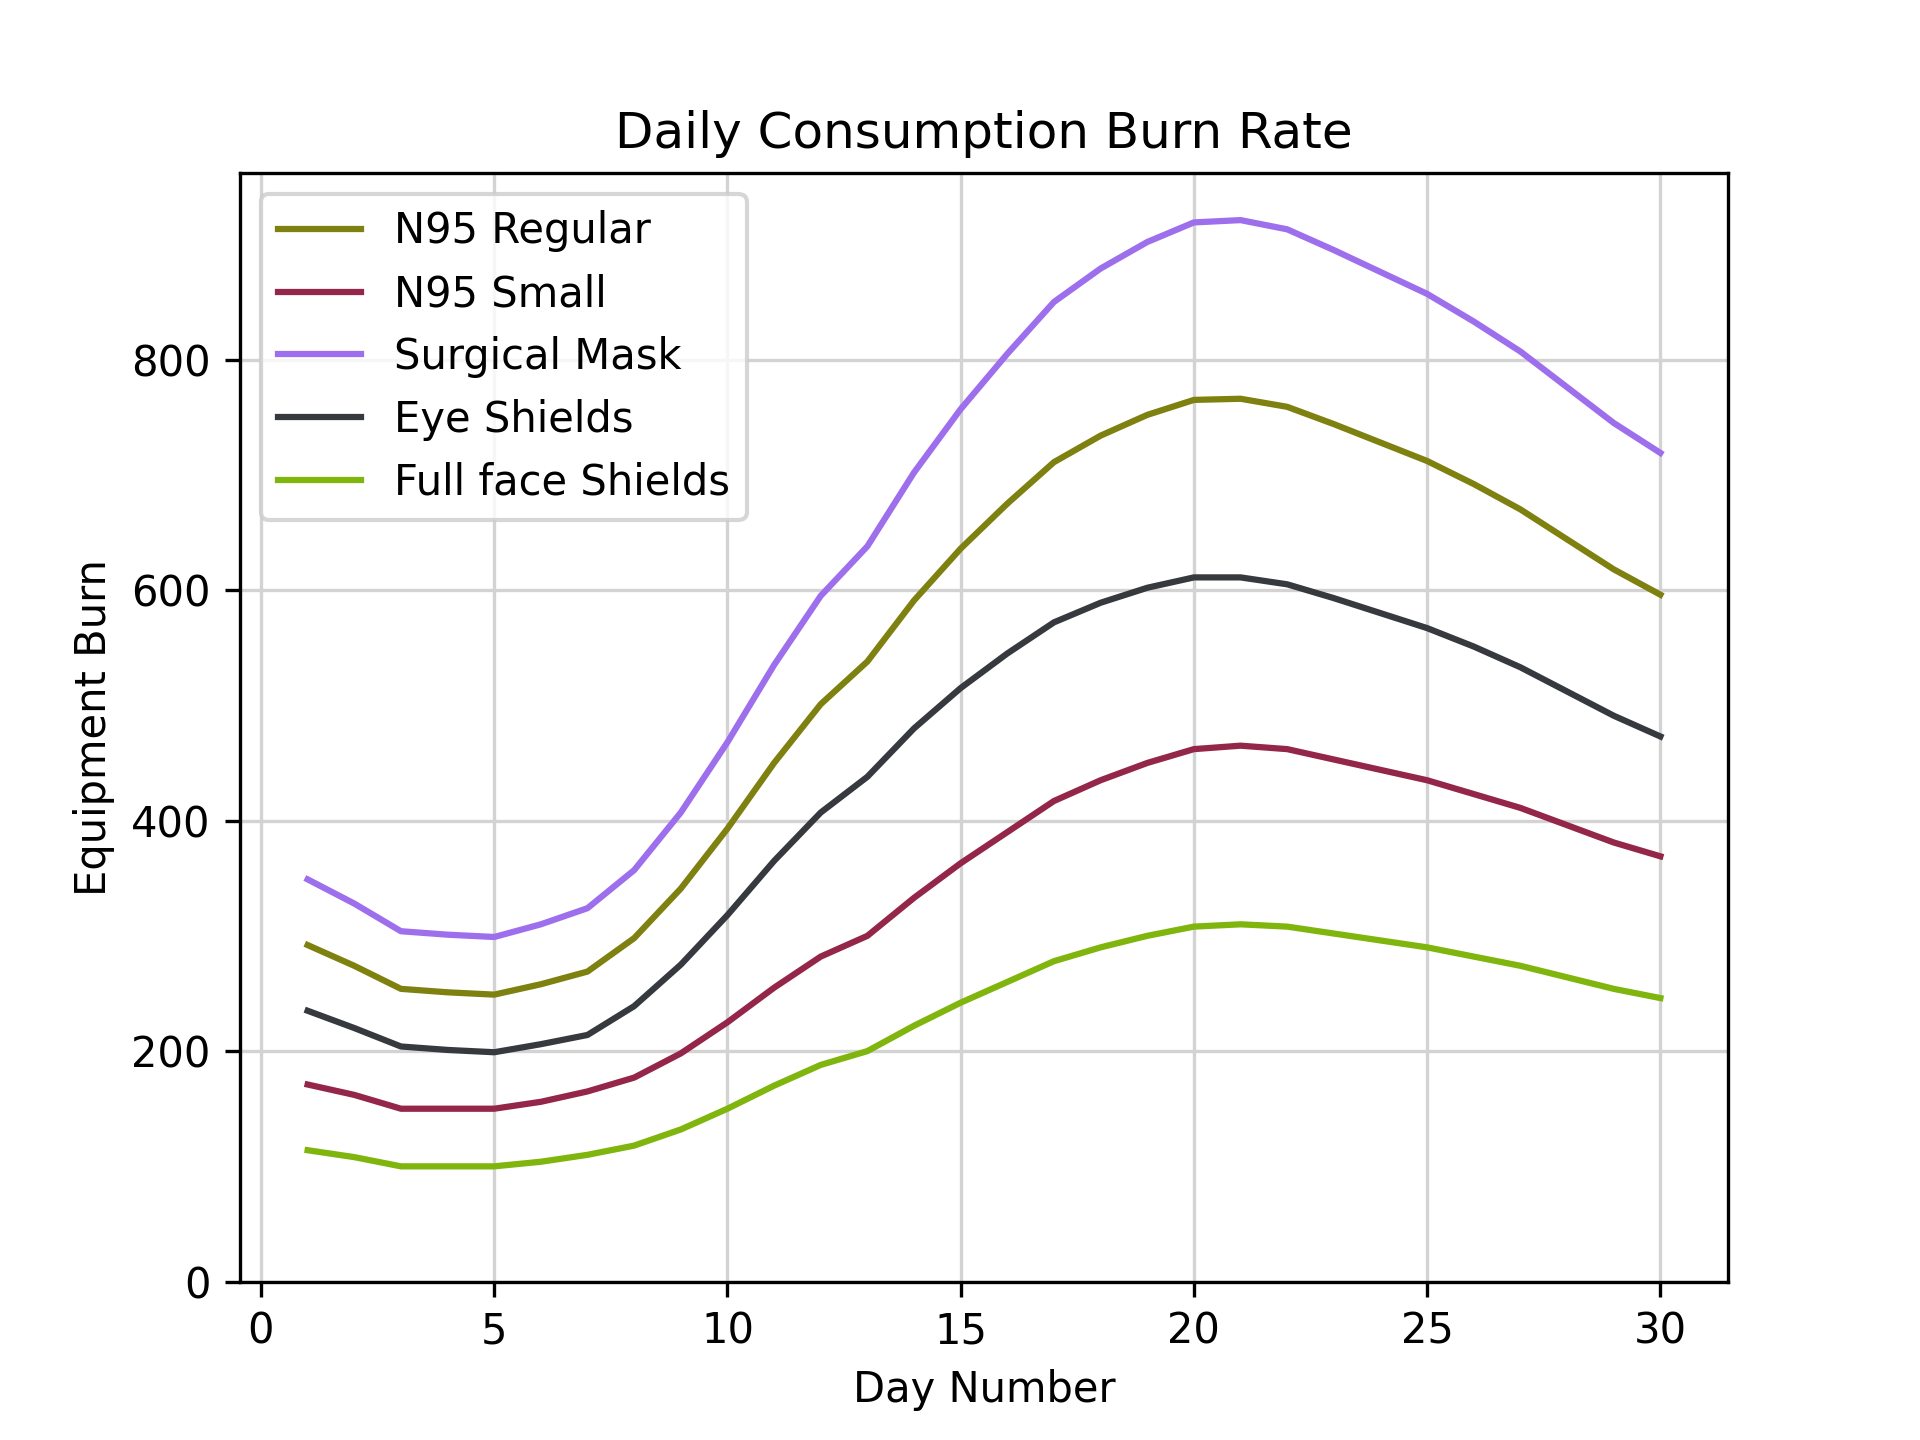 Daily Consumption Burn Rate
N95 Regular
N95 Small
Surgical Mask
Eye Shields
Full face Shields
Equipment Burn
800
600
400
200
0
0 5 10 15 20 25 30
Day Number